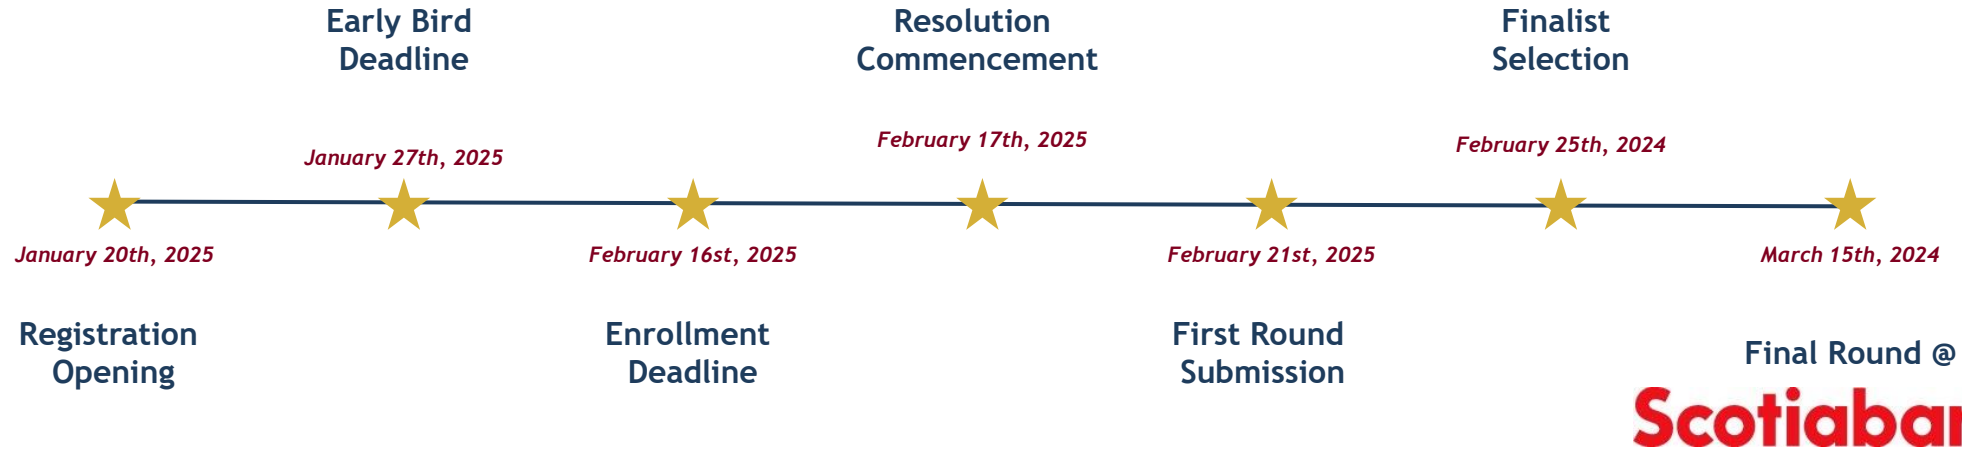 Early Bird
Deadline
Resolution
Commencement
Finalist
Selection
January 27th, 2025
February 17th, 2025
February 25th, 2024
January 20th, 2025
February 16st, 2025
February 21st, 2025
March 15th, 2024
Registration
Opening
Enrollment
Deadline
First Round
Submission
Final Round @
Scotiaban